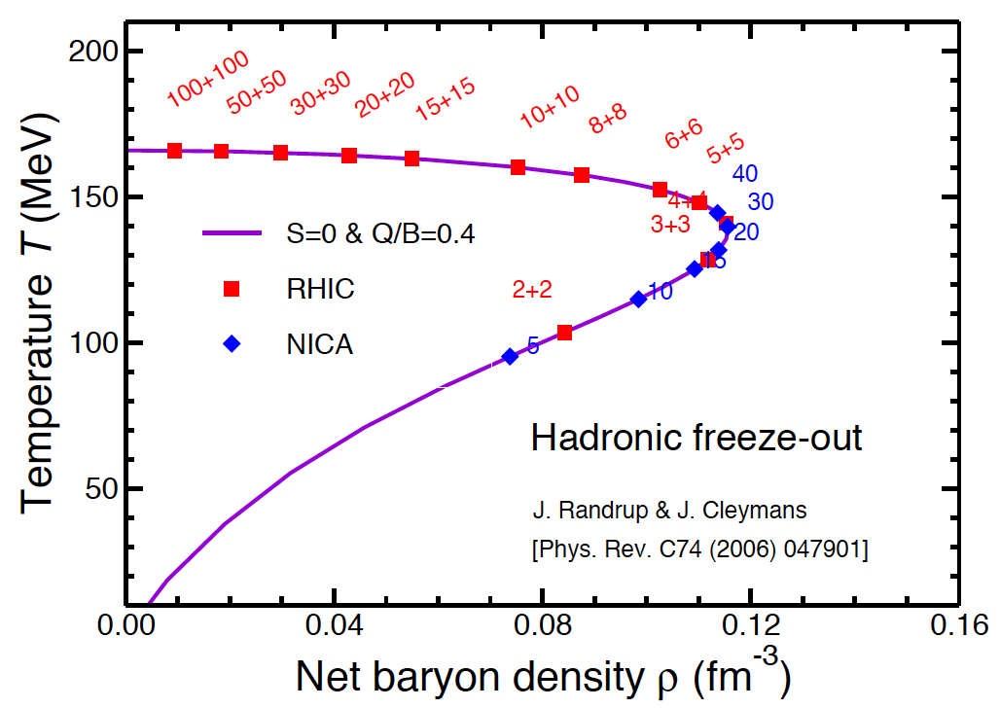 200
150
100
50
Temperature T (MeV)
100+100
50+50
30+30
20+20
15+15
10+10
8+8
6+6
5+5
40
4+4
30
3+3
20
15
2+2
10
5
S=0 & Q/B=0.4
RHIC
NICA
Hadronic freeze-out
J. Randrup & J. Cleymans
[Phys. Rev. C74 (2006) 047901]
0.00 0.04 0.08 0.12 0.16
Net baryon density ρ (fm⁻³)